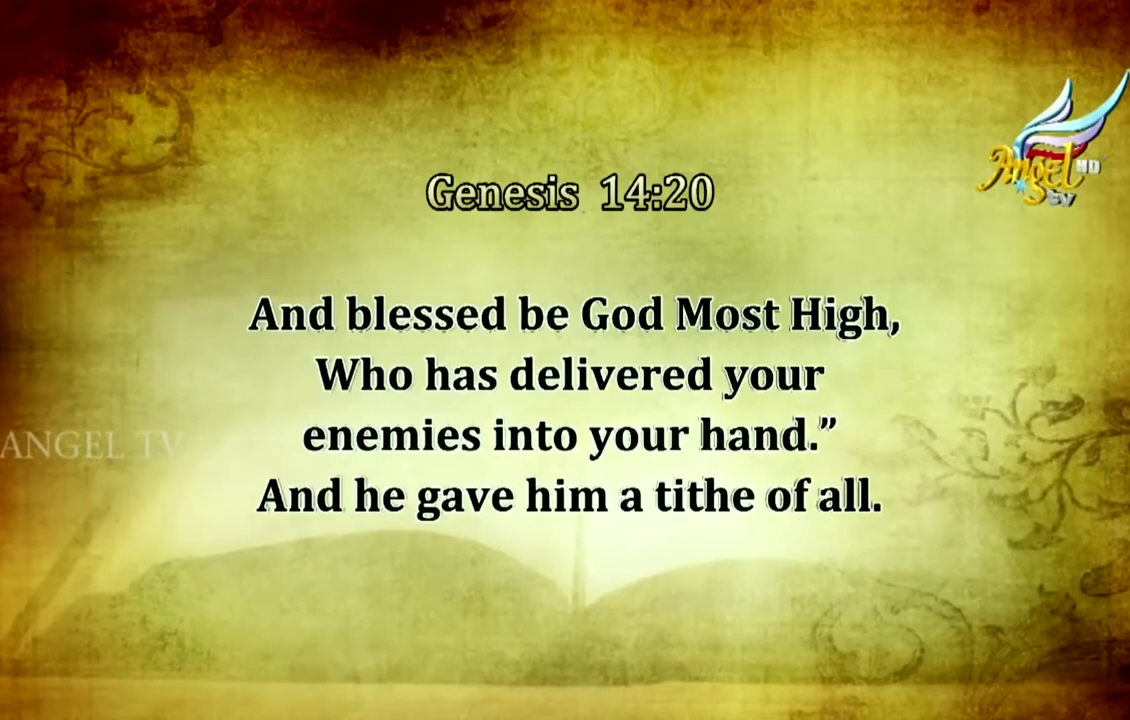 Genesis 14:20
Angel HD
TV
And blessed be God Most High,
Who has delivered your
enemies into your hand.”
And he gave him a tithe of all.
ANGEL TV